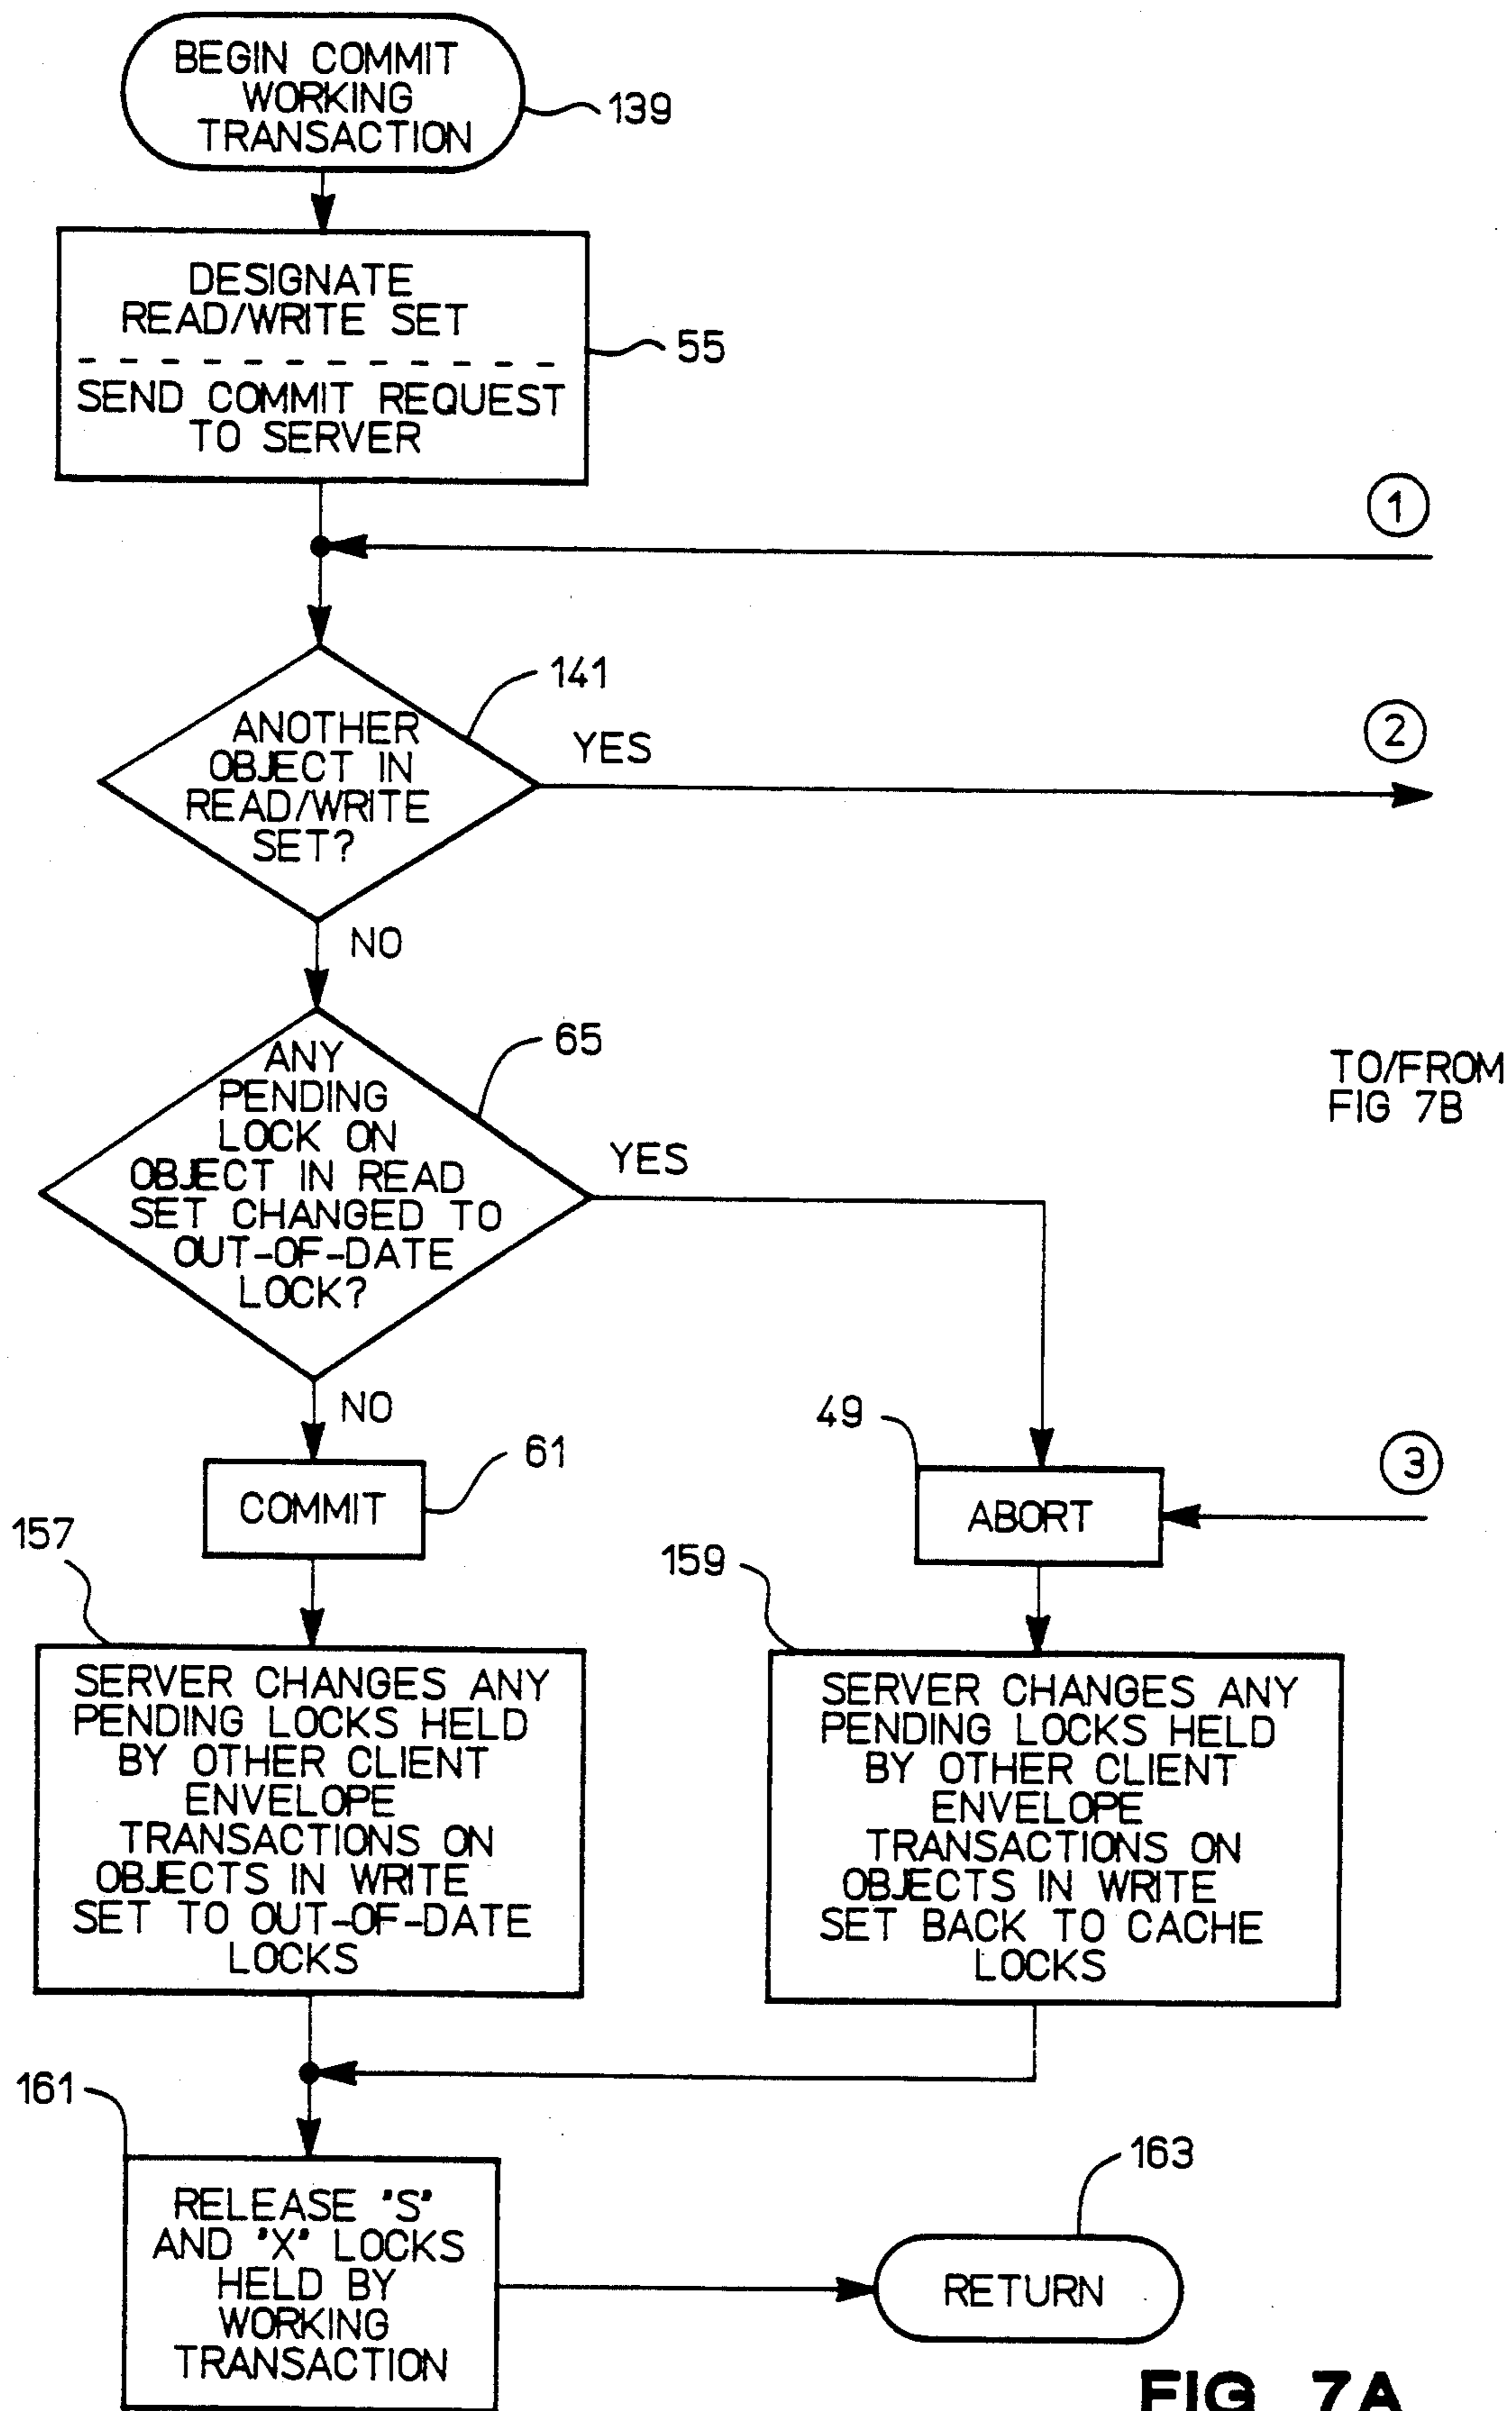 BEGIN COMMIT
WORKING
TRANSACTION
139
DESIGNATE
READ/WRITE SET
SEND COMMIT REQUEST
TO SERVER
55
1
141
ANOTHER
OBJECT IN
READ/WRITE
SET?
YES
2
NO
65
ANY
PENDING
LOCK ON
OBJECT IN READ
SET CHANGED TO
OUT-OF-DATE
LOCK?
YES
TO/FROM
FIG 7B
NO
61
COMMIT
49
ABORT
3
157
SERVER CHANGES ANY
PENDING LOCKS HELD
BY OTHER CLIENT
ENVELOPE
TRANSACTIONS ON
OBJECTS IN WRITE
SET TO OUT-OF-DATE
LOCKS
159
SERVER CHANGES ANY
PENDING LOCKS HELD
BY OTHER CLIENT
ENVELOPE
TRANSACTIONS ON
OBJECTS IN WRITE
SET BACK TO CACHE
LOCKS
161
RELEASE "S"
AND "X" LOCKS
HELD BY
WORKING
TRANSACTION
163
RETURN
FIG 7A